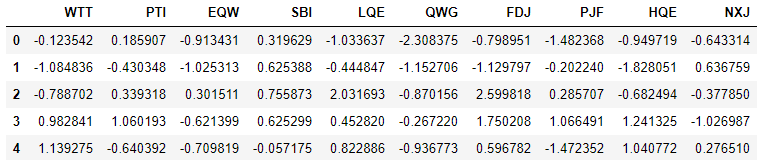 WTT PTI EQW SBI LQE QWG FDJ PJF HQE NXJ
0 -0.123542 0.185907 -0.913431 0.319629 -1.033637 -2.308375 -0.798951 -1.482368 -0.949719 -0.643314
1 -1.084836 -0.430348 -1.025313 0.625388 -0.444847 -1.152706 -1.129797 -0.202240 -1.828051 0.636759
2 -0.788702 0.339318 0.301511 0.755873 2.031693 -0.870156 2.599818 0.285707 -0.682494 -0.377850
3 0.982841 1.060193 -0.621399 0.625299 0.452820 -0.267220 1.750208 1.066491 1.241325 -1.026987
4 1.139275 -0.640392 -0.709819 -0.057175 0.822886 -0.936773 0.596782 -1.472352 1.040772 0.276510